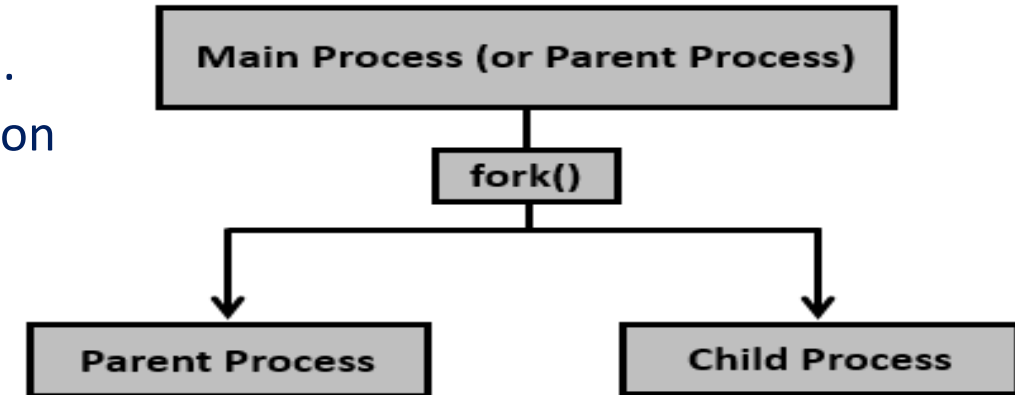 Main Process (or Parent Process)
.
on
fork()
Parent Process
Child Process